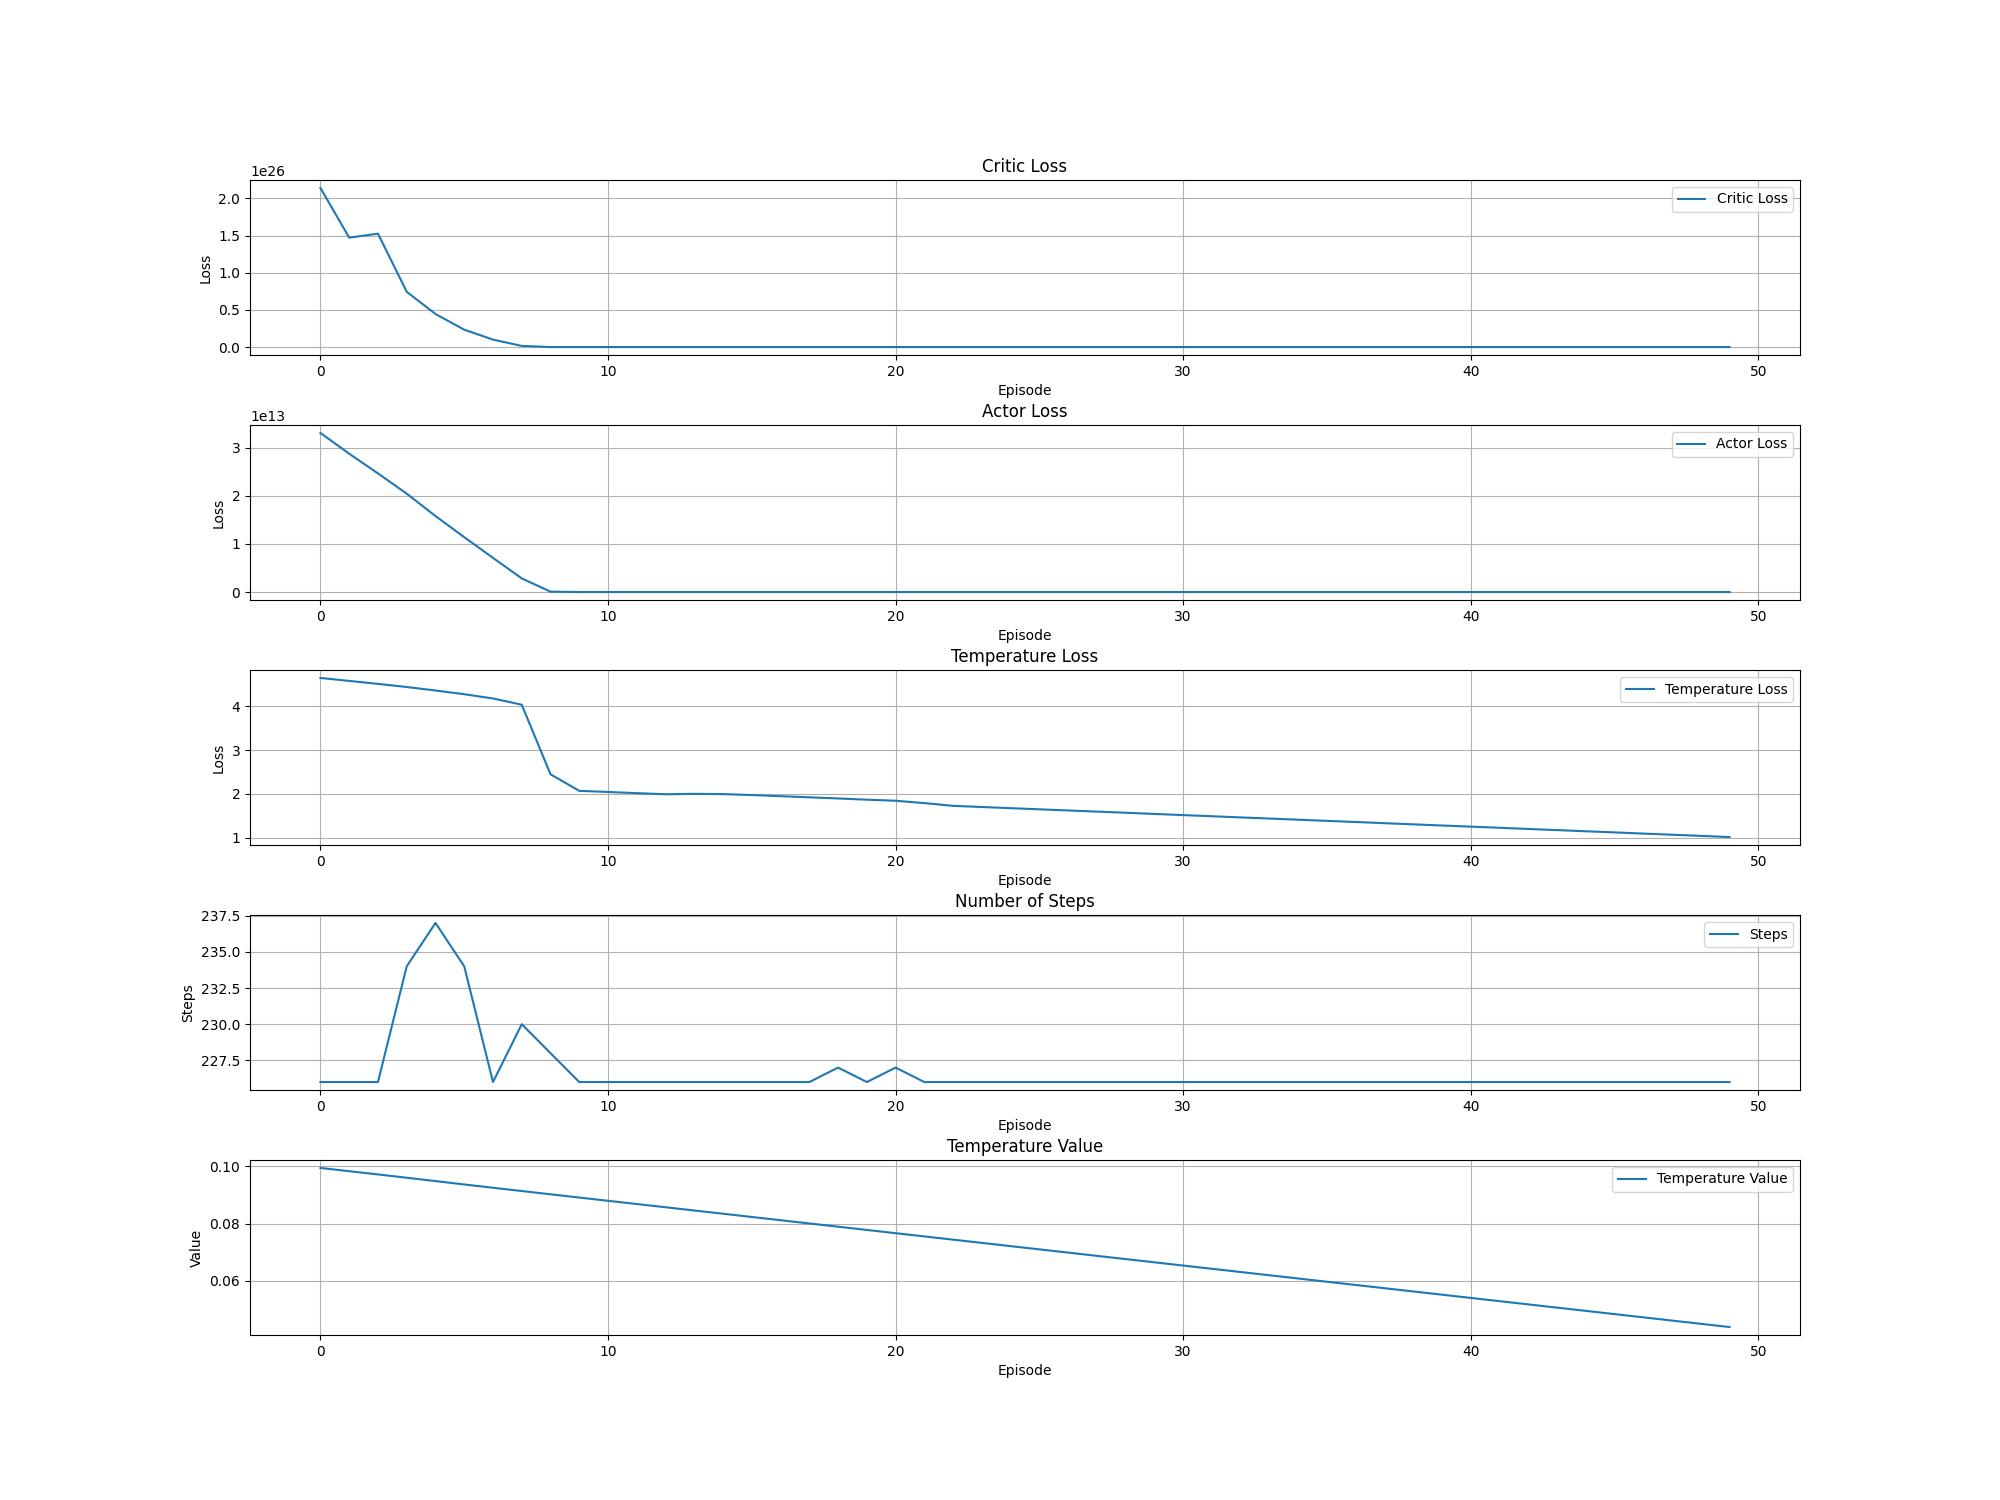 Critic Loss
1e26
Critic Loss
2.0
1.5
1.0
0.5
0.0
Loss
0 10 20 30 40 50
Episode
Actor Loss
1e13
Actor Loss
3
2
1
0
Loss
0 10 20 30 40 50
Episode
Temperature Loss
Temperature Loss
4
3
2
1
Loss
0 10 20 30 40 50
Episode
Number of Steps
Steps
237.5
235.0
232.5
230.0
227.5
Steps
0 10 20 30 40 50
Episode
Temperature Value
Temperature Value
0.10
0.08
0.06
Value
0 10 20 30 40 50
Episode